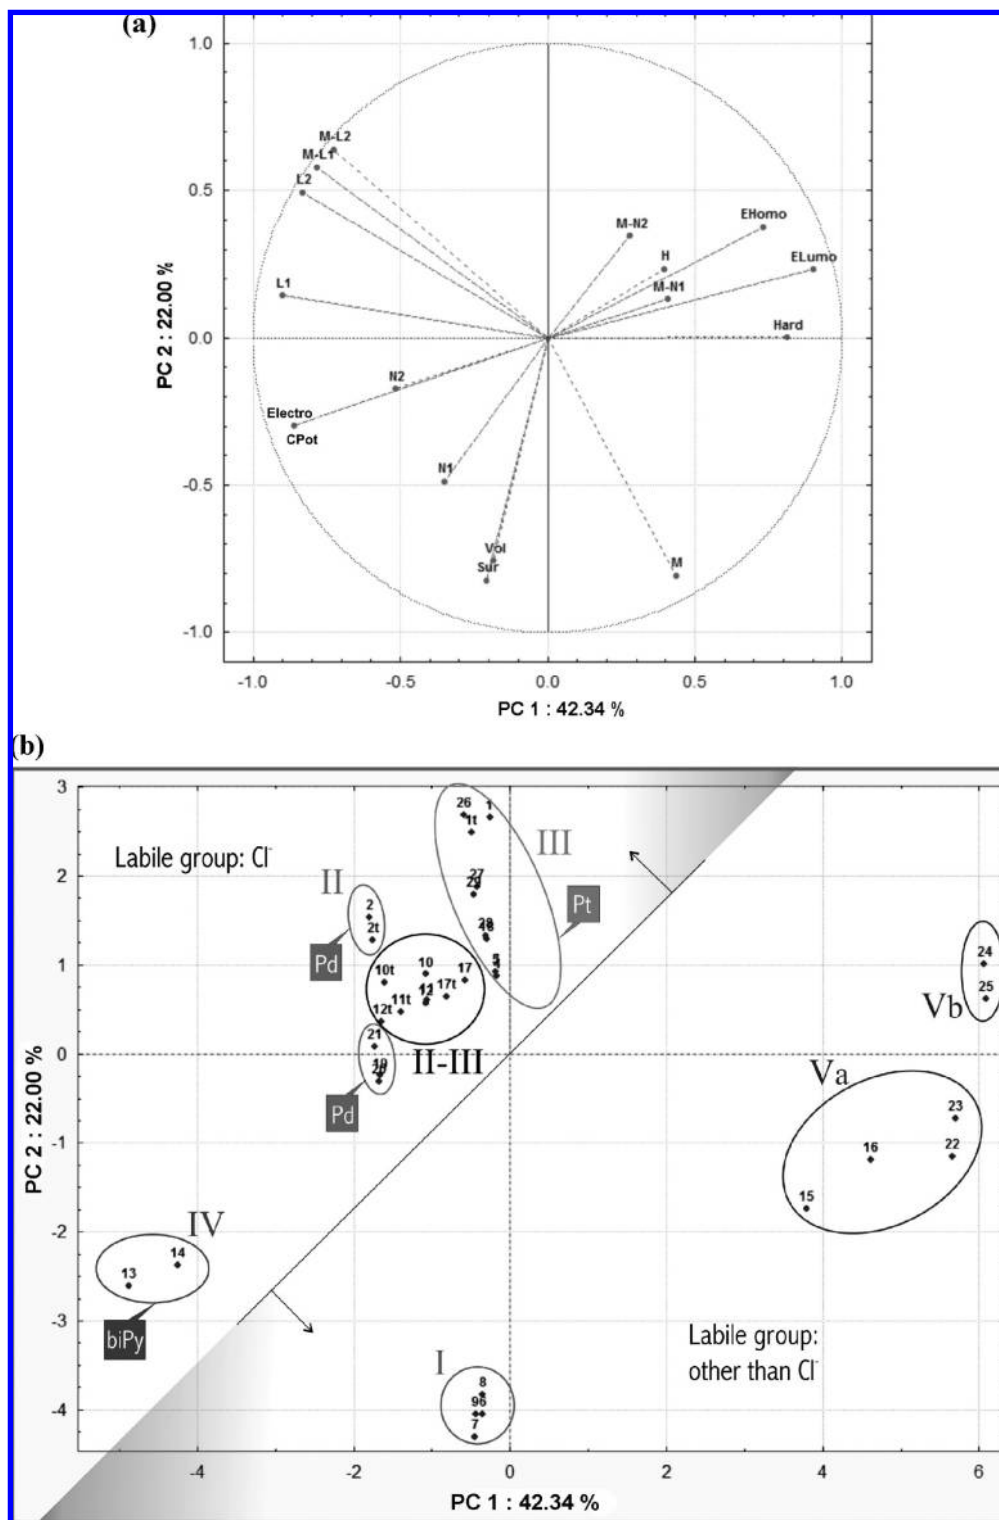 (a)
1.0
M-L2
M-L1
L2
0.5
M-N2
EHomo
H
ELumo
L1
M-N1
Hard
0.0
N2
Electro
CPot
N1
-0.5
Vol
Sur
M
-1.0
PC 2 : 22.00 %
-1.0 -0.5 0.0 0.5 1.0
PC 1 : 42.34 %
(b)
3
26 1
1t
III
Labile group: Cl-
27
2
II
2
Pt
2t
28
24
Pd
10t 10 17
1
25
11t 17t
Vb
12t
21
II-III
0
Va
Pd
23
-1
16 22
15
IV
14
-2
13
-3
biPy
I
Labile group:
other than Cl-
8
96
-4
7
PC 2 : 22.00 %
-4 -2 0 2 4 6
PC 1 : 42.34 %